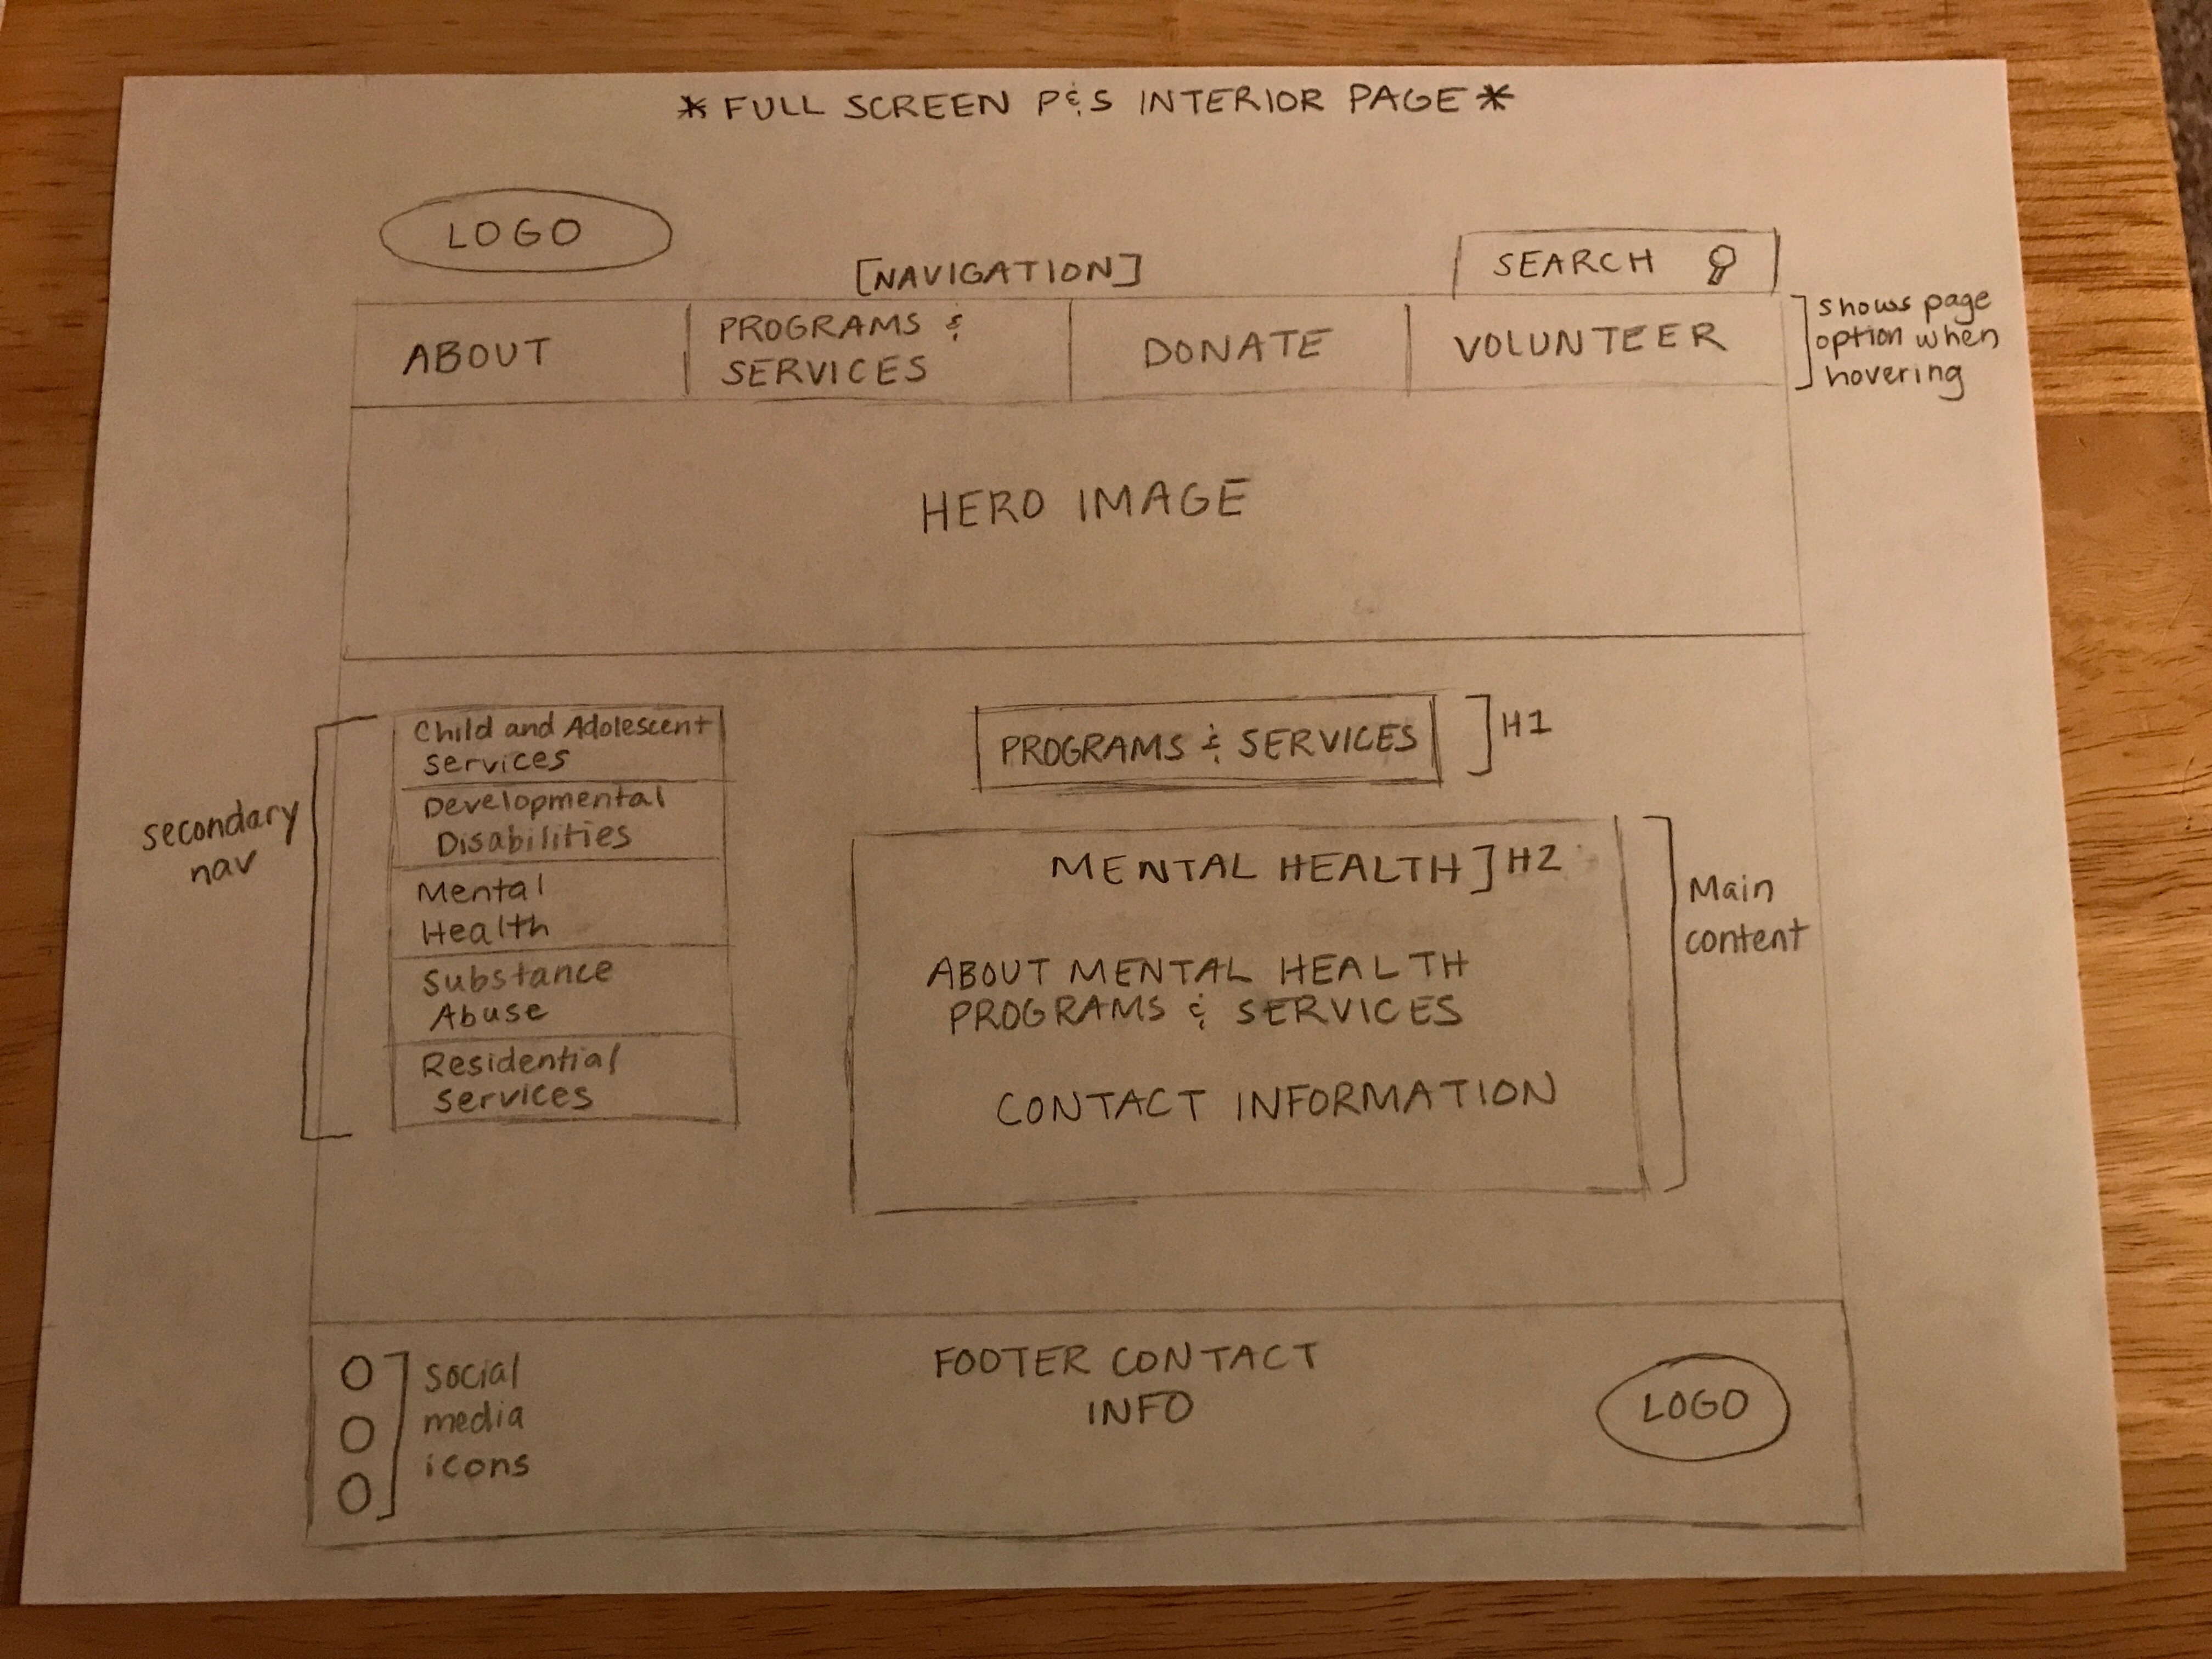 *FULL SCREEN P&S INTERIOR PAGE*
LOGO
[NAVIGATION]
SEARCH
ABOUT
PROGRAMS &
SERVICES
DONATE
VOLUNTEER
shows page
option when
hovering
HERO IMAGE
secondary
nav
Child and Adolescent
Services
Developmental
Disabilities
Mental
Health
Substance
Abuse
Residential
Services
PROGRAMS & SERVICES ] H1
MENTAL HEALTH ] H2
ABOUT MENTAL HEALTH
PROGRAMS & SERVICES
CONTACT INFORMATION
Main
content
social
media
icons
FOOTER CONTACT
INFO
LOGO